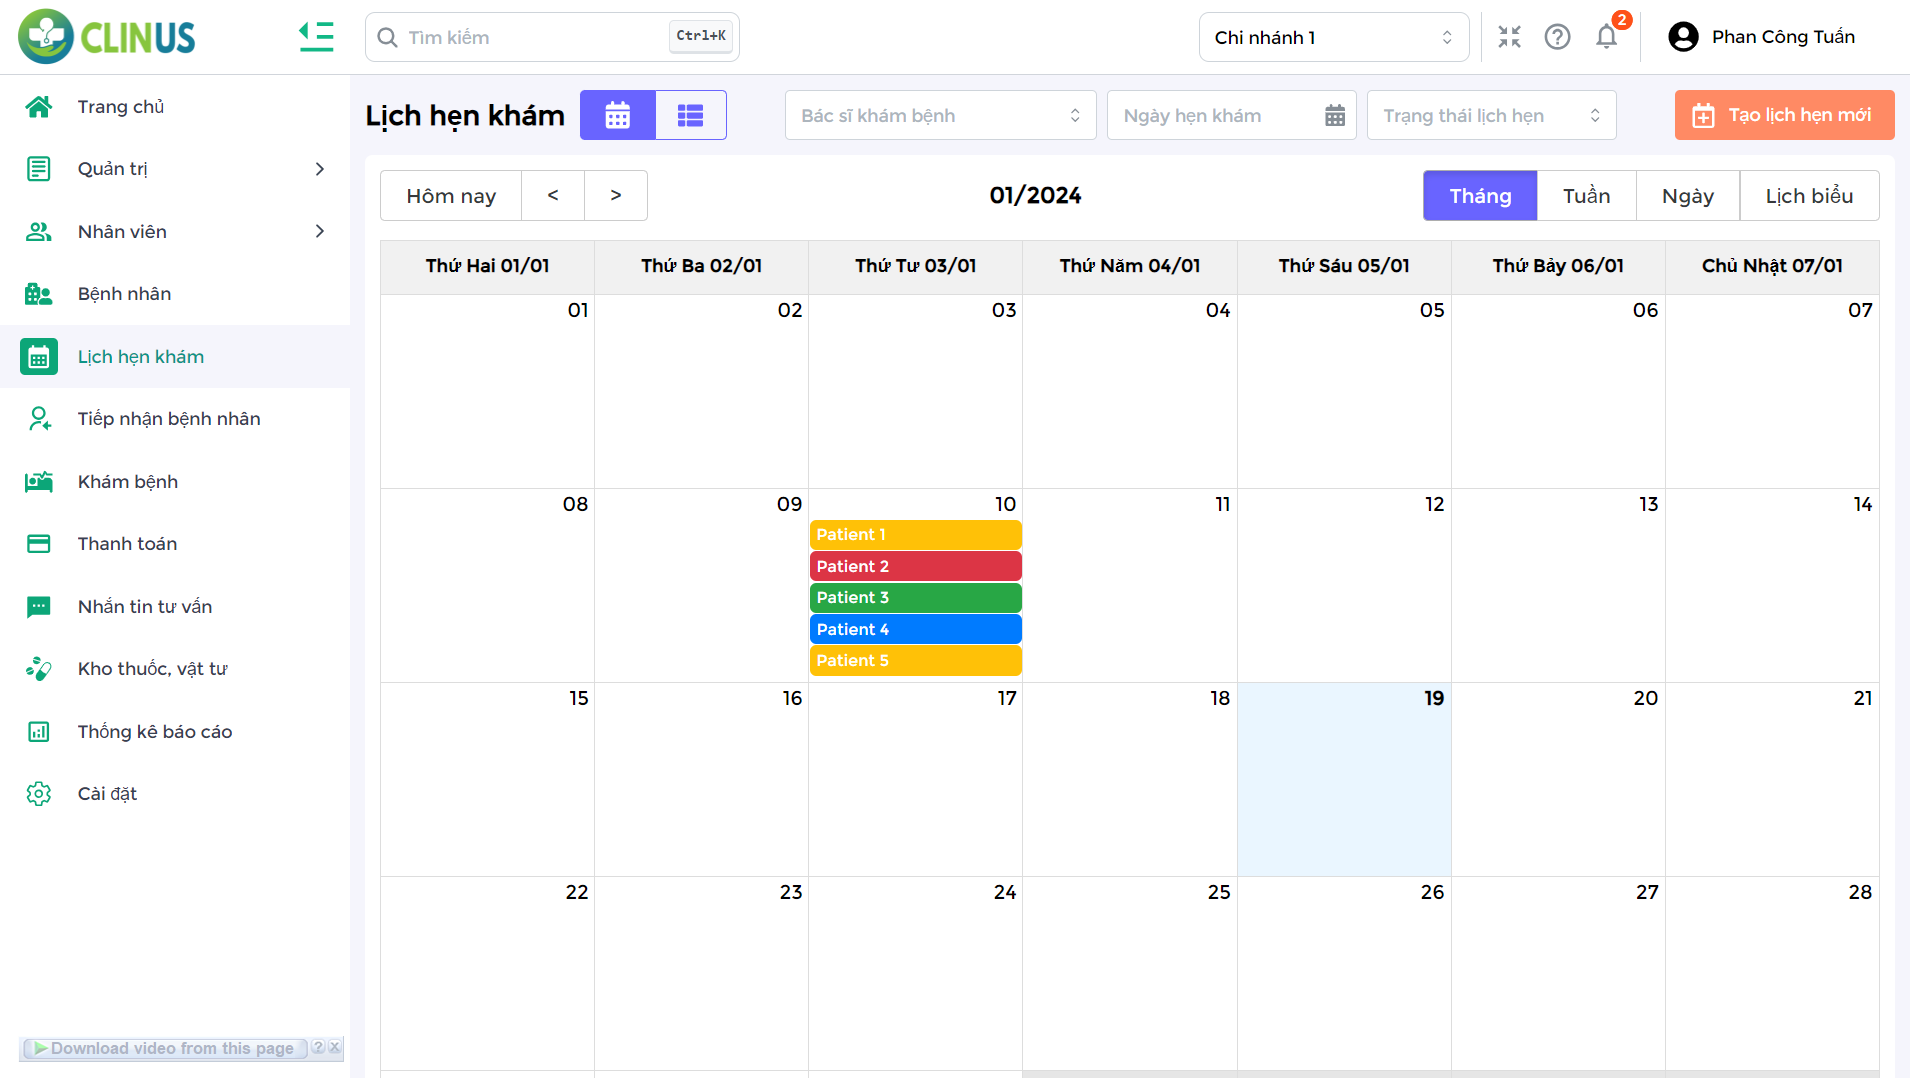 CLINUS
Tìm kiếm
Ctrl+K
Chi nhánh 1
2
Phan Công Tuấn
Trang chủ
Quản trị
Nhân viên
Bệnh nhân
Lịch hẹn khám
Tiếp nhận bệnh nhân
Khám bệnh
Thanh toán
Nhắn tin tư vấn
Kho thuốc, vật tư
Thống kê báo cáo
Cài đặt
Download video from this page ? X
Lịch hẹn khám
Bác sĩ khám bệnh
Ngày hẹn khám
Trạng thái lịch hẹn
Tạo lịch hẹn mới
Hôm nay < >
01/2024
Tháng Tuần Ngày Lịch biểu
Thứ Hai 01/01 Thứ Ba 02/01 Thứ Tư 03/01 Thứ Năm 04/01 Thứ Sáu 05/01 Thứ Bảy 06/01 Chủ Nhật 07/01
01 02 03 04 05 06 07
08 09 10 11 12 13 14
Patient 1
Patient 2
Patient 3
Patient 4
Patient 5
15 16 17 18 19 20 21
22 23 24 25 26 27 28